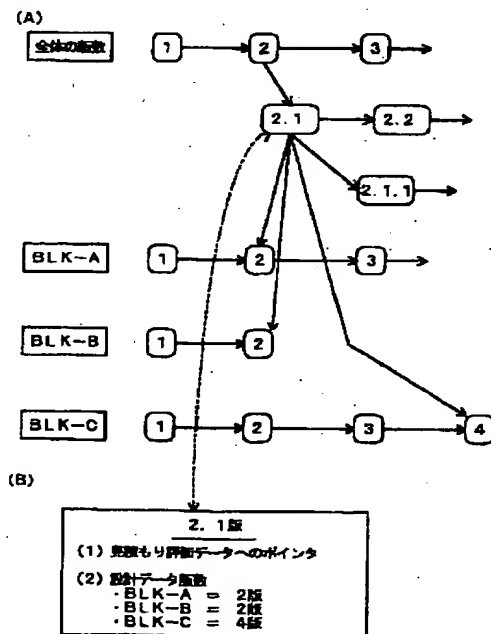 (A)
全体の版数
1 2 3
2.1 2.2
2.1.1
BLK-A
1 2 3
BLK-B
1 2
BLK-C
1 2 3 4
(B)
2.1版
(1) 見積もり評価データへのポインタ
(2) 設計データ版数
・BLK-A = 2版
・BLK-B = 2版
・BLK-C = 4版